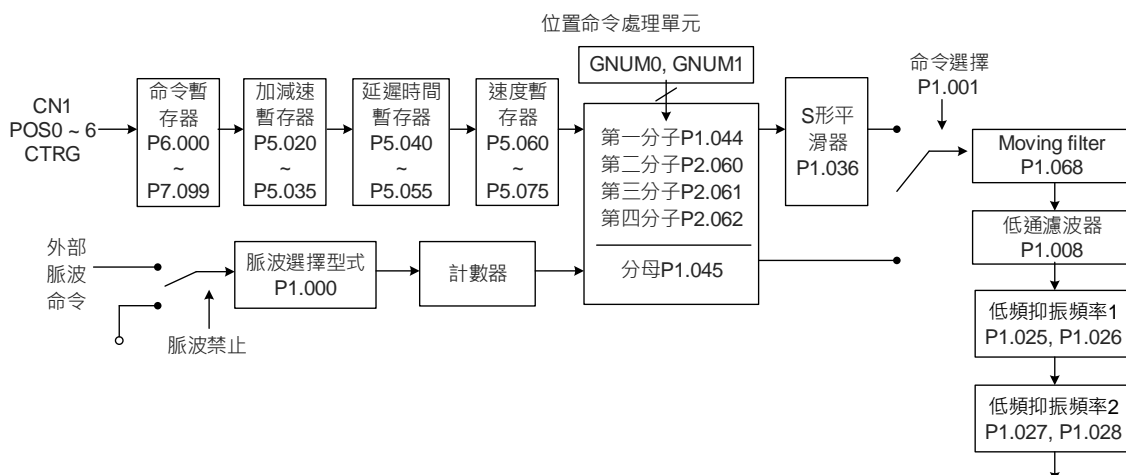 位置命令處理單元
GNUM0, GNUM1
CN1
POS0 ~ 6
CTRG
命令暫
存器
P6.000
~
P7.099
加減速
暫存器
P5.020
~
P5.035
延遲時間
暫存器
P5.040
~
P5.055
速度暫
存器
P5.060
~
P5.075
第一分子P1.044
第二分子P2.060
第三分子P2.061
第四分子P2.062
分母P1.045
S形平
滑器
P1.036
命令選擇
P1.001
外部
脈波
命令
脈波禁止
脈波選擇型式
P1.000
計數器
Moving filter
P1.068
低通濾波器
P1.008
低頻抑振頻率1
P1.025, P1.026
低頻抑振頻率2
P1.027, P1.028